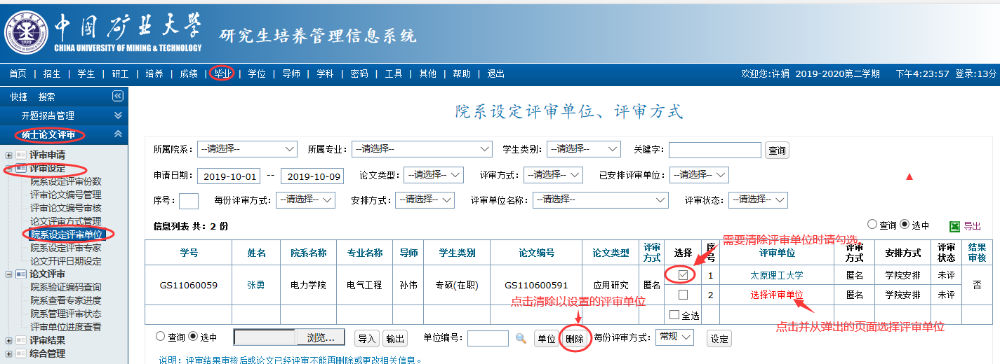 中国矿业大学
CHINA UNIVERSITY OF MINING & TECHNOLOGY
1909
研究生培养管理信息系统
首页 | 招生 | 学生 | 研工 | 培养 | 成绩 | 毕业 | 学位 | 导师 | 学科 | 密码 | 工具 | 其他 | 帮助 | 退出
欢迎您:许娟 2019-2020第二学期 下午4:23:57 登录:13分
快捷 搜索
开题报告管理
硕士论文评审
评审申请
评审设定
院系设定评审份数
评审论文编号管理
评审论文编号审核
论文评审方式管理
院系设定评审单位
院系设定评审专家
论文开评日期设定
论文评审
院系验证编码查询
院系查看专家进度
院系管理评审状态
评审单位进度查看
评审结果
综合管理
院系设定评审单位、评审方式
所属院系: --请选择-- 所属专业: --请选择-- 学生类别: --请选择-- 关键字: 查询
申请日期: 2019-10-01 -- 2019-10-09 论文类型: --请选择-- 评审方式: --请选择-- 已安排评审单位: --请选择--
序号: 每份评审方式: --请选择-- 安排方式: --请选择-- 评审单位名称: --请选择-- 评审状态: --请选择--
信息列表 共：2 份
查询 选中 导出
需要清除评审单位时请勾选。
学号 姓名 院系名称 专业名称 导师 学生类别 论文编号 论文类型 评审方式 选择 序号 评审单位 评审方式 安排方式 评审状态 结果审核
GS11060059 张勇 电力学院 电气工程 孙伟 专硕(在职) GS110600591 应用研究 匿名 1 太原理工大学 匿名 学院安排 未评 否
2 选择评审单位 匿名 学院安排 未评
全选
点击清除以设置的评审单位
点击并从弹出的页面选择评审单位
查询 选中 浏览... 导入 输出 单位编号: 单位 删除 每份评审方式: 常规 设定
说明：评审结果审核后或论文已经评审不能再删除或更改相关信息。